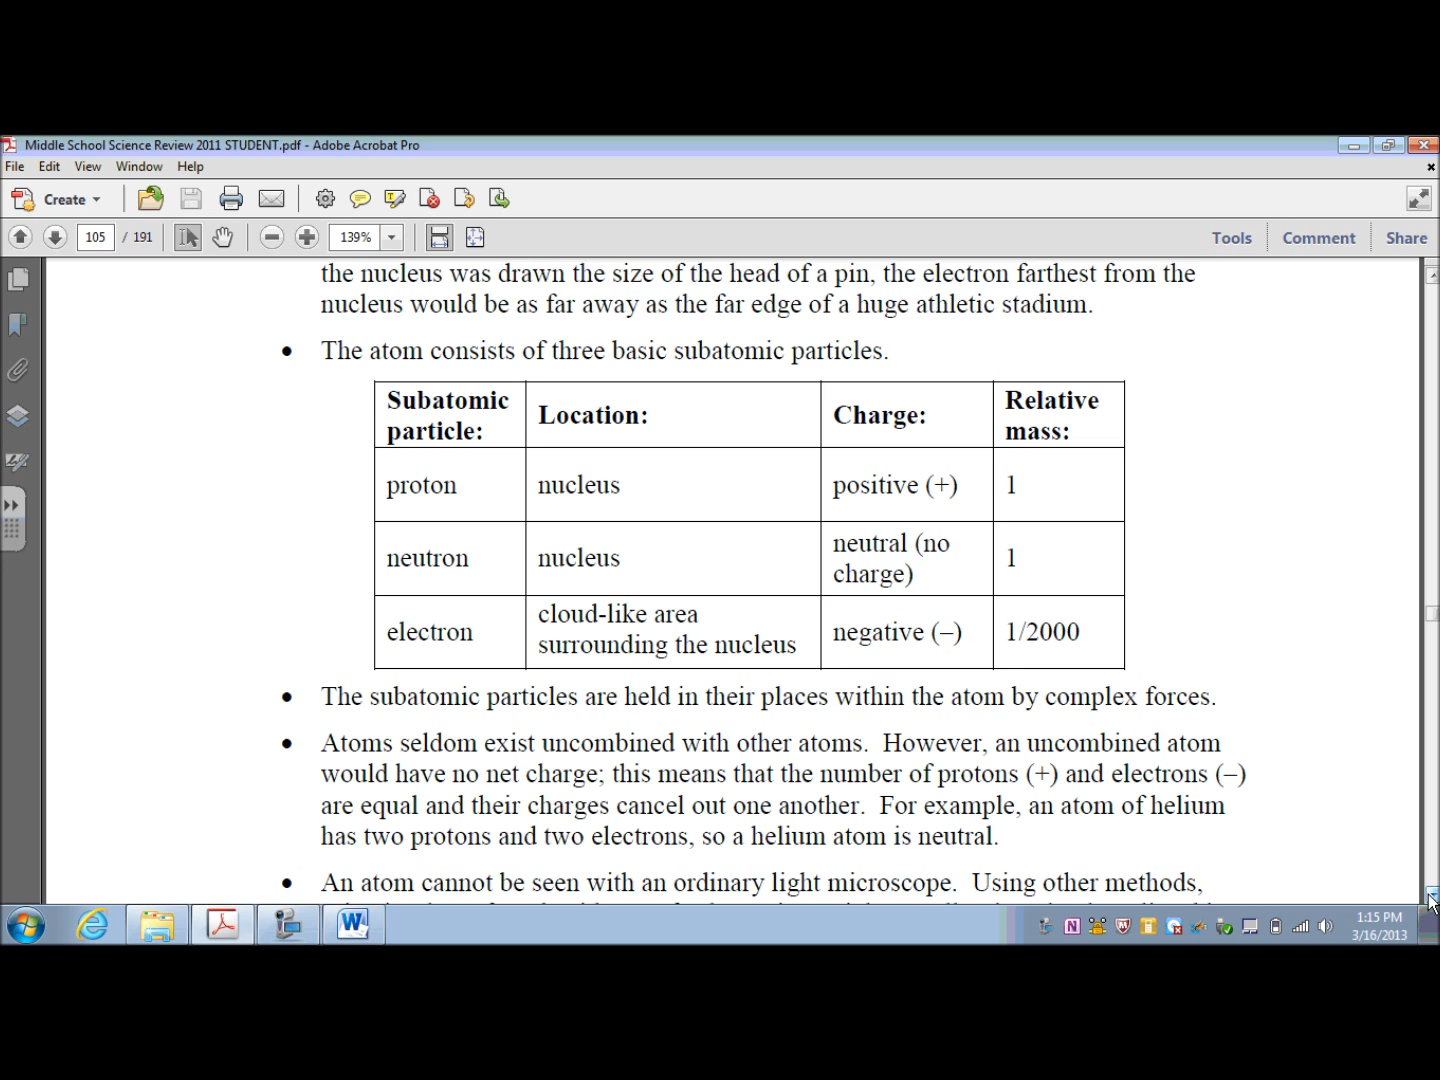 Middle School Science Review 2011 STUDENT.pdf - Adobe Acrobat Pro
File Edit View Window Help
Create
105 / 191 139% Tools Comment Share
the nucleus was drawn the size of the head of a pin, the electron farthest from the
nucleus would be as far away as the far edge of a huge athletic stadium.
• The atom consists of three basic subatomic particles.
Subatomic particle: Location: Charge: Relative mass:
proton nucleus positive (+) 1
neutron nucleus neutral (no charge) 1
electron cloud-like area surrounding the nucleus negative (–) 1/2000
• The subatomic particles are held in their places within the atom by complex forces.
• Atoms seldom exist uncombined with other atoms.  However, an uncombined atom
would have no net charge; this means that the number of protons (+) and electrons (–)
are equal and their charges cancel out one another.  For example, an atom of helium
has two protons and two electrons, so a helium atom is neutral.
• An atom cannot be seen with an ordinary light microscope.  Using other methods,
1:15 PM
3/16/2013